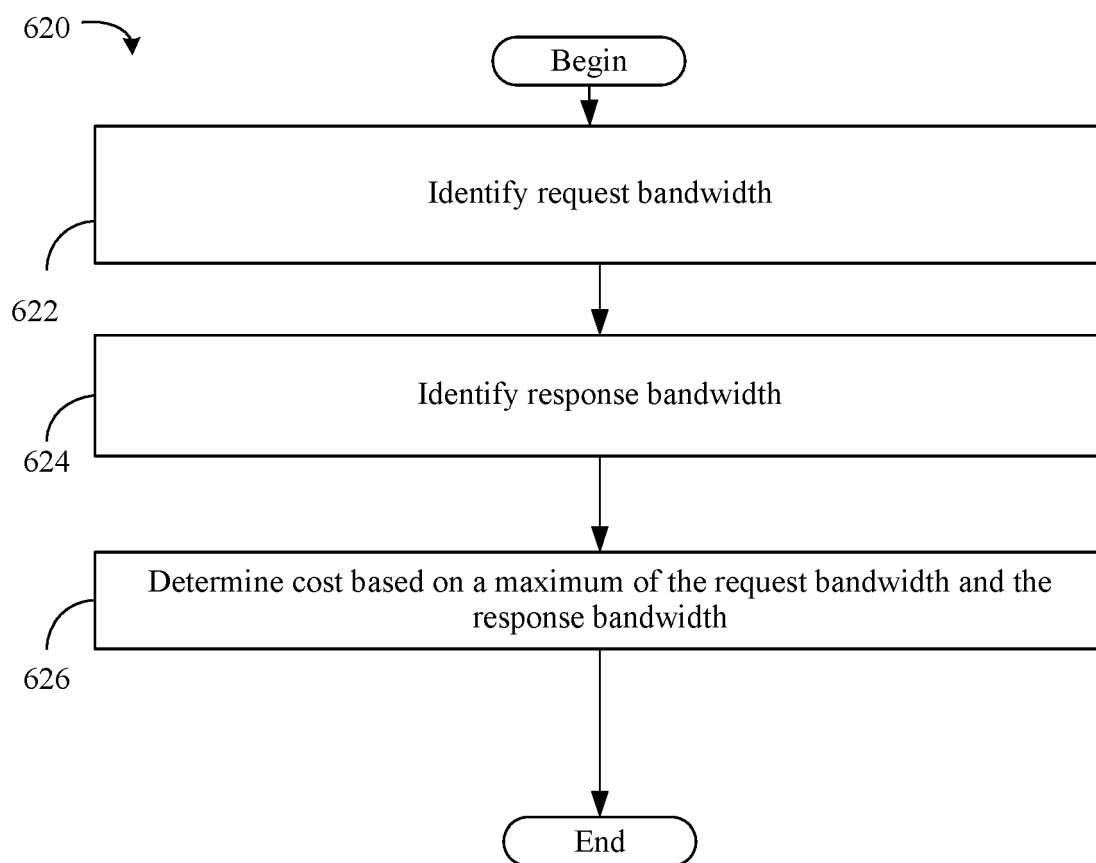 620
Begin
Identify request bandwidth
622
Identify response bandwidth
624
Determine cost based on a maximum of the request bandwidth and the
response bandwidth
626
End